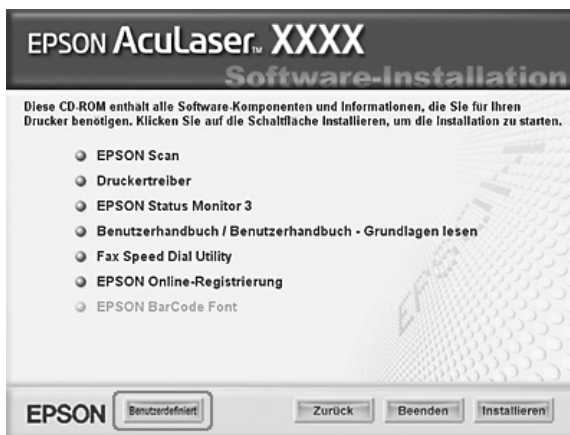 EPSON AcuLaser™ XXXX
Software-Installation
Diese CD-ROM enthält alle Software-Komponenten und Informationen, die Sie für Ihren
Drucker benötigen. Klicken Sie auf die Schaltfläche Installieren, um die Installation zu starten.
EPSON Scan
Druckertreiber
EPSON Status Monitor 3
Benutzerhandbuch / Benutzerhandbuch - Grundlagen lesen
Fax Speed Dial Utility
EPSON Online-Registrierung
EPSON BarCode Font
EPSON
EPSON Benutzerdefiniert Zurück Beenden Installieren